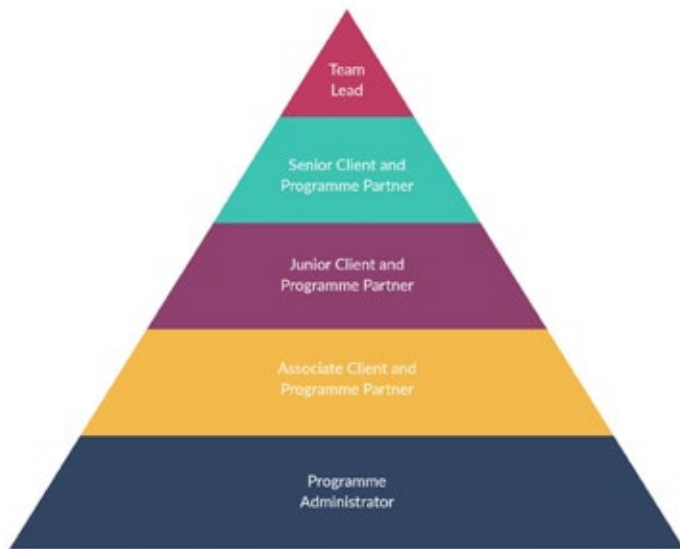 Team
Lead
Senior Client and
Programme Partner
Junior Client and
Programme Partner
Associate Client and
Programme Partner
Programme
Administrator